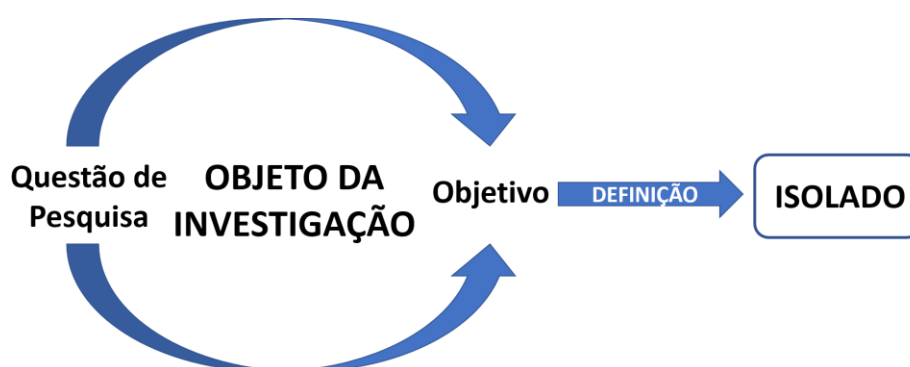 Questão de
Pesquisa
OBJETO DA
INVESTIGAÇÃO
Objetivo
DEFINIÇÃO
ISOLADO